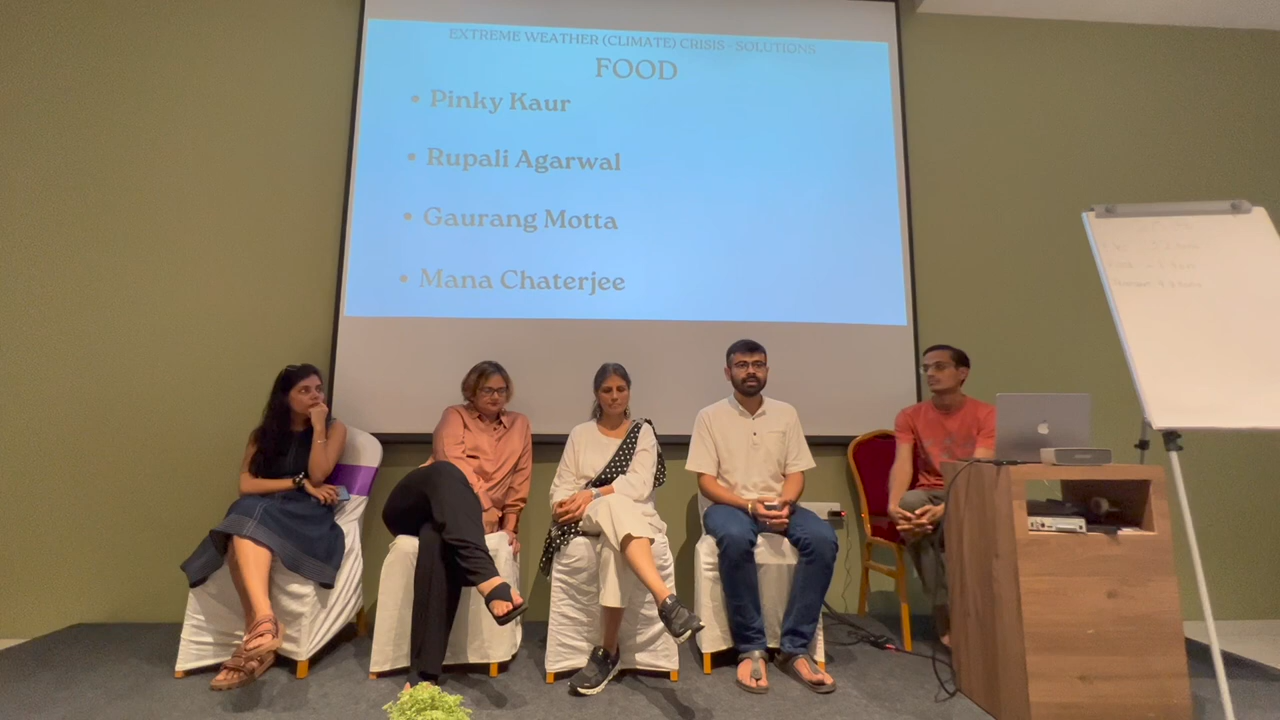 EXTREME WEATHER (CLIMATE) CRISIS - SOLUTIONS
FOOD
• Pinky Kaur
• Rupali Agarwal
• Gaurang Motta
• Mana Chaterjee